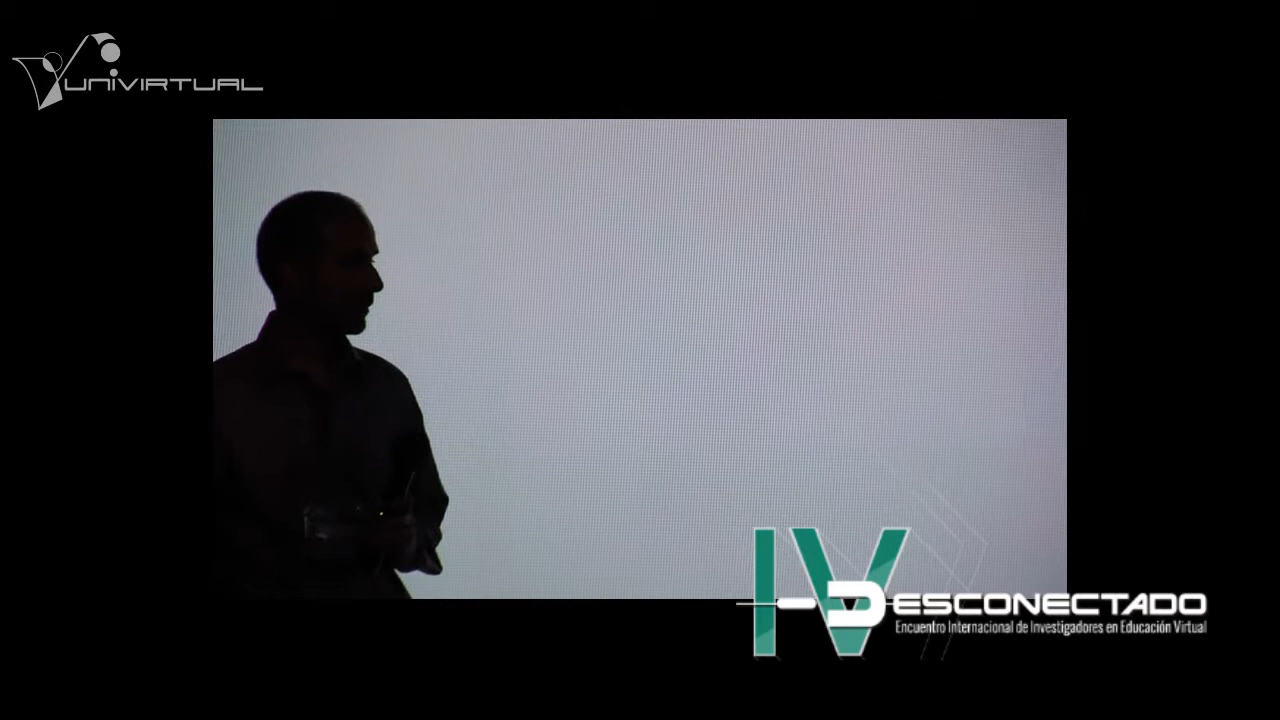 UNIVIRTUAL
IV DESCONECTADO
Encuentro Internacional de Investigadores en Educación Virtual